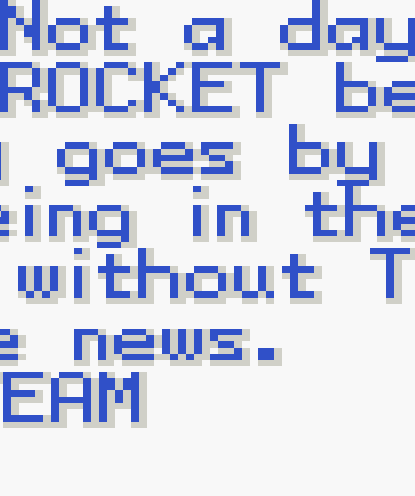 Not a day
ROCKET be
goes by
eing in the
without T
e news.
EAM